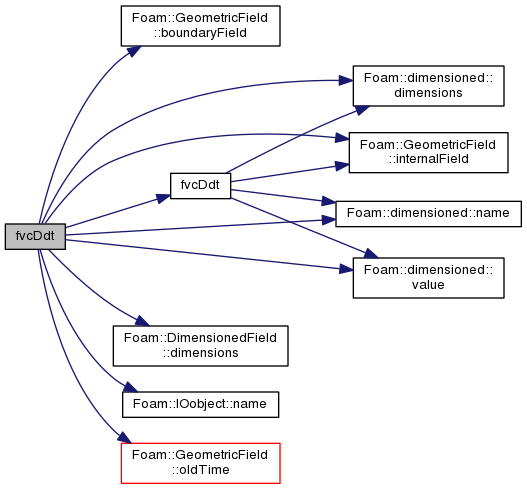 Foam::GeometricField
::boundaryField
Foam::dimensioned::
dimensions
Foam::GeometricField
::internalField
fvcDdt
Foam::dimensioned::name
fvcDdt
Foam::dimensioned::
value
Foam::DimensionedField
::dimensions
Foam::IOobject::name
Foam::GeometricField
::oldTime